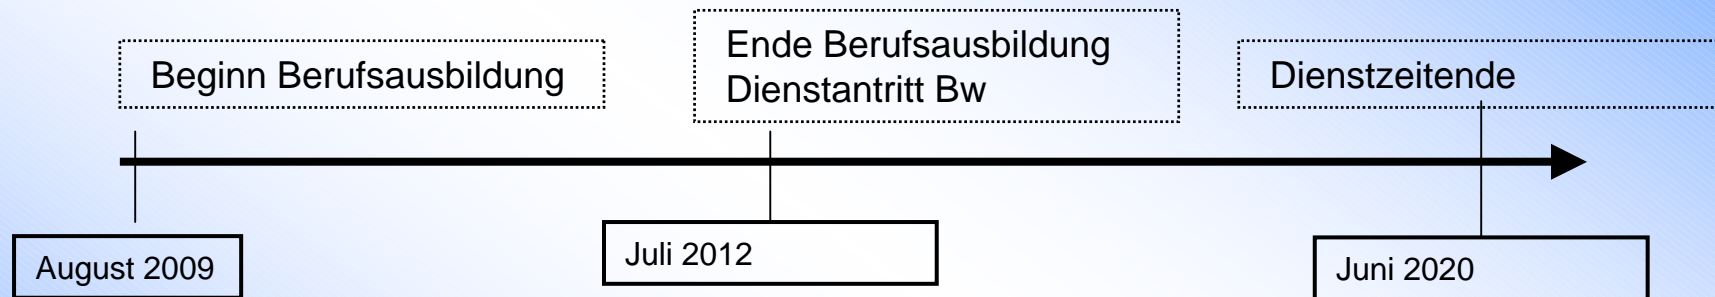 Beginn Berufsausbildung
Ende Berufsausbildung
Dienstantritt Bw
Dienstzeitende
August 2009
Juli 2012
Juni 2020